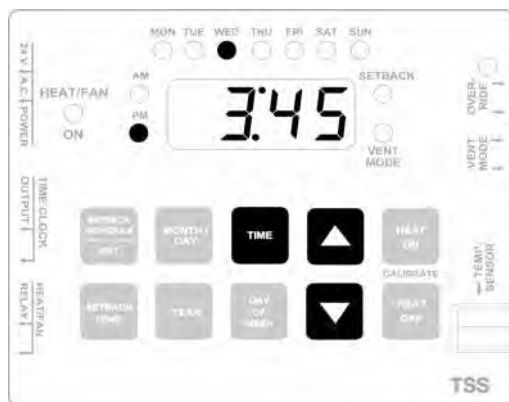 MON TUE WED THU FRI SAT SUN
24 V. A.C. POWER
AM
HEAT/FAN
ON
PM
3:45
SETBACK
VENT
MODE
OVER-
RIDE
VENT
MODE
TIME CLOCK
OUTPUT
SETBACK
SCHEDULE
MONTH/
DAY
TIME
HEAT
ON
CALIBRATE
TEMP.
SENSOR
HEAT/FAN
RELAY
SETBACK
TEMP
YEAR
DAY
OF
WEEK
HEAT
OFF
TSS